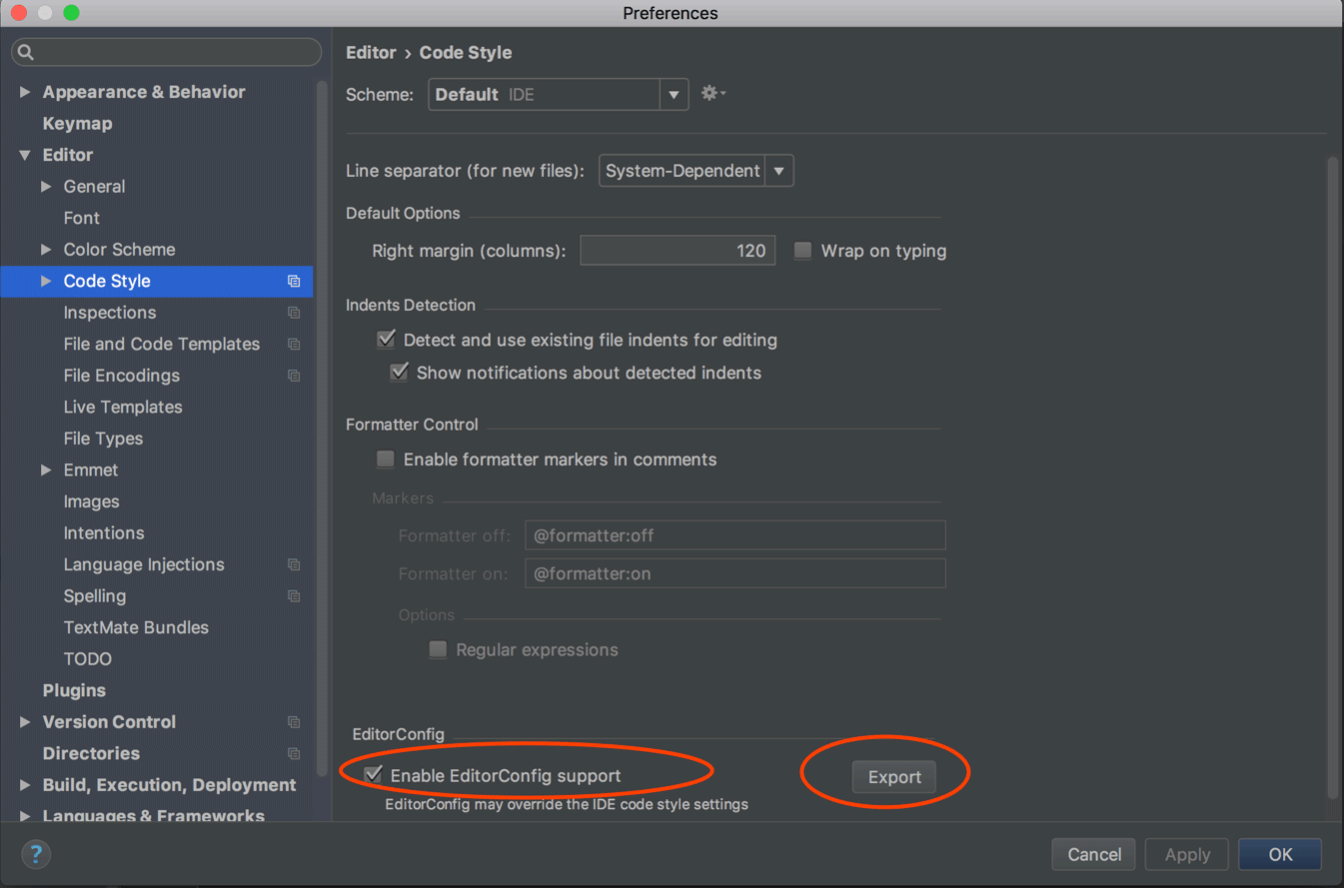 Preferences
Appearance & Behavior
Keymap
Editor
General
Font
Color Scheme
Code Style
Inspections
File and Code Templates
File Encodings
Live Templates
File Types
Emmet
Images
Intentions
Language Injections
Spelling
TextMate Bundles
TODO
Plugins
Version Control
Directories
Build, Execution, Deployment
Languages & Frameworks
Editor › Code Style
Scheme: Default IDE
Line separator (for new files): System-Dependent
Default Options
Right margin (columns): 120 Wrap on typing
Indents Detection
Detect and use existing file indents for editing
Show notifications about detected indents
Formatter Control
Enable formatter markers in comments
Markers
Formatter off: @formatter:off
Formatter on: @formatter:on
Options
Regular expressions
EditorConfig
Enable EditorConfig support Export
EditorConfig may override the IDE code style settings
? Cancel Apply OK